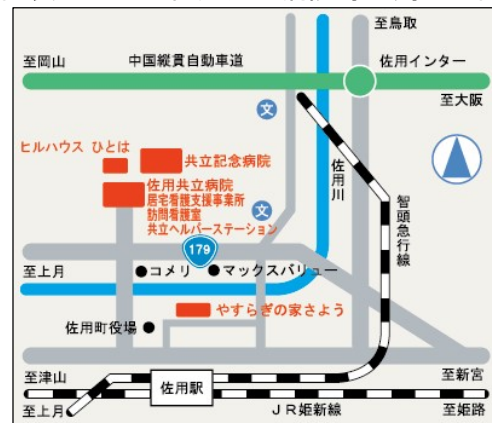 至鳥取
至岡山
中国縦貫自動車道
佐用インター
至大阪
文
ヒルハウス ひとは
共立記念病院
佐用川
智頭急行線
佐用共立病院
居宅看護支援事業所
訪問看護室
共立ヘルパーステーション
文
179
至上月
●コメリ
●マックスバリュー
やすらぎの家さよう
佐用町役場●
至津山
佐用駅
至新宮
至上月
JR姫新線
至姫路